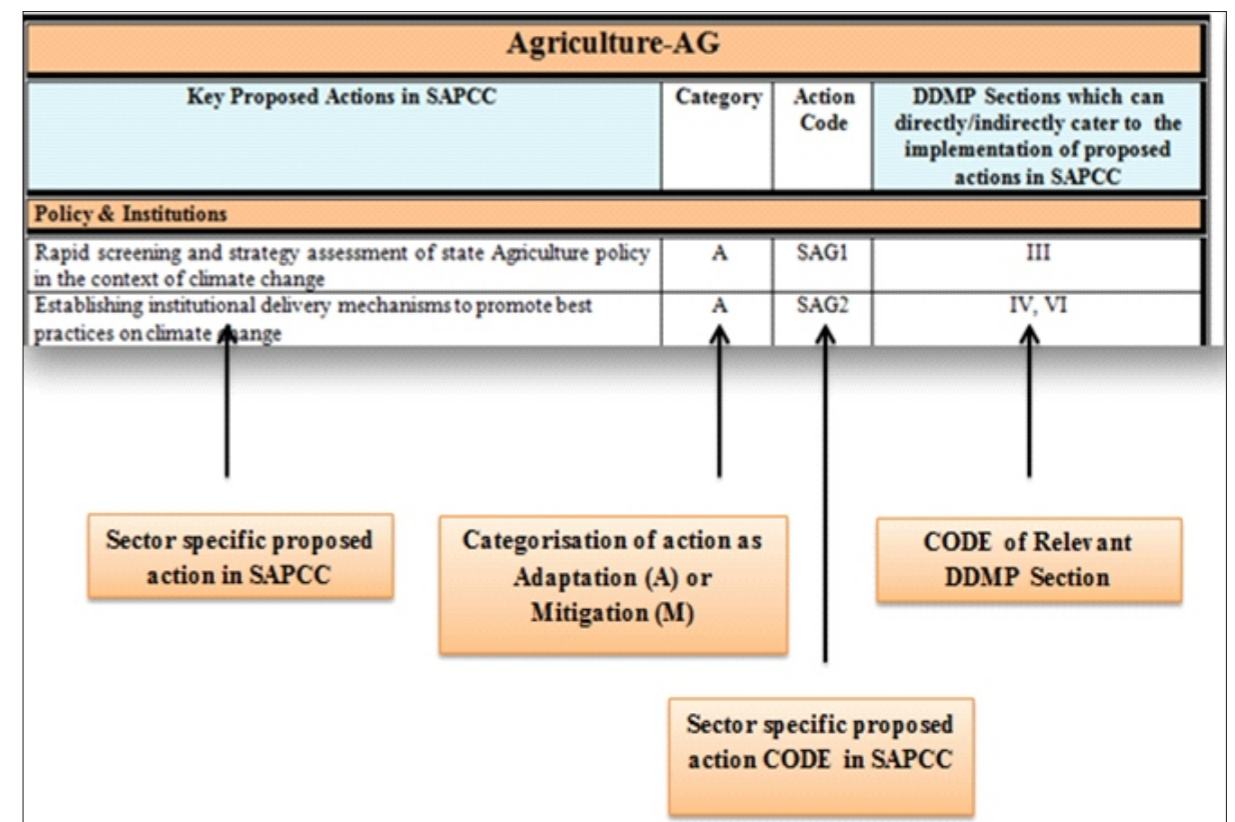 Agriculture-AG
Key Proposed Actions in SAPCC
Category
Action
Code
DDMP Sections which can
directly/indirectly cater to the
implementation of proposed
actions in SAPCC
Policy & Institutions
Rapid screening and strategy assessment of state Agriculture policy
in the context of climate change
A
SAG1
III
Establishing institutional delivery mechanisms to promote best
practices on climate change
A
SAG2
IV, VI
Sector specific proposed
action in SAPCC
Categorisation of action as
Adaptation (A) or
Mitigation (M)
CODE of Relevant
DDMP Section
Sector specific proposed
action CODE in SAPCC